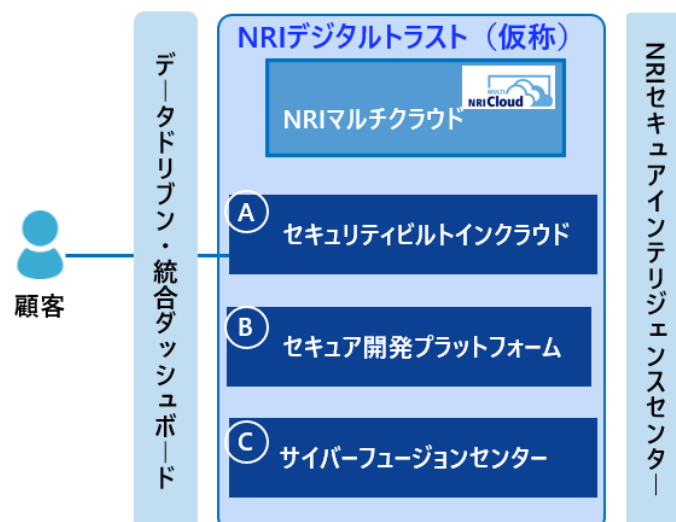 NRIデジタルトラスト（仮称）
MULTI
NRI Cloud
NRIマルチクラウド
A
セキュリティビルトインクラウド
B
セキュア開発プラットフォーム
C
サイバーフュージョンセンター
顧客
データドリブン・統合ダッシュボード
NRIセキュアインテリジェンスセンター